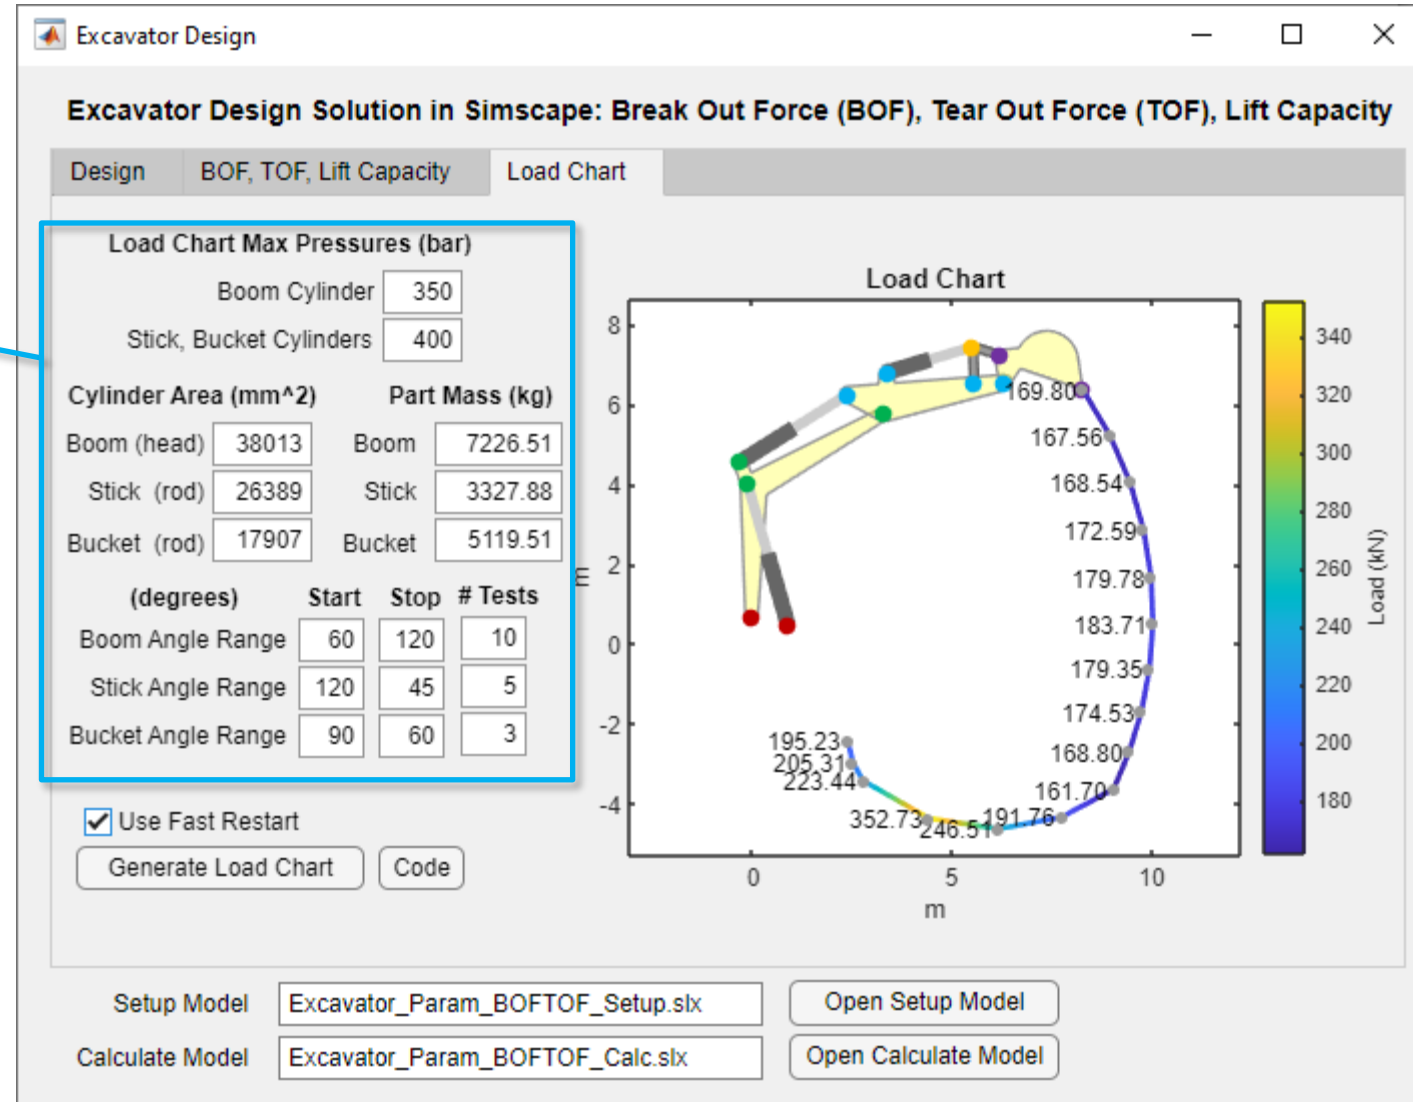 Excavator Design
Excavator Design Solution in Simscape: Break Out Force (BOF), Tear Out Force (TOF), Lift Capacity
Design BOF, TOF, Lift Capacity Load Chart
Load Chart Max Pressures (bar)
Boom Cylinder 350
Stick, Bucket Cylinders 400
Cylinder Area (mm^2) Part Mass (kg)
Boom (head) 38013 Boom 7226.51
Stick (rod) 26389 Stick 3327.88
Bucket (rod) 17907 Bucket 5119.51
(degrees) Start Stop # Tests
Boom Angle Range 60 120 10
Stick Angle Range 120 45 5
Bucket Angle Range 90 60 3
Use Fast Restart
Generate Load Chart Code
Load Chart
8
6
4
2
0
-2
-4
m
169.80
167.56
168.54
172.59
179.78
183.71
179.35
174.53
168.80
161.70
191.76
246.51
352.73
223.44
205.31
195.23
0 5 10
m
340
320
300
280
260
240
220
200
180
Load (kN)
Setup Model Excavator_Param_BOFTOF_Setup.slx Open Setup Model
Calculate Model Excavator_Param_BOFTOF_Calc.slx Open Calculate Model